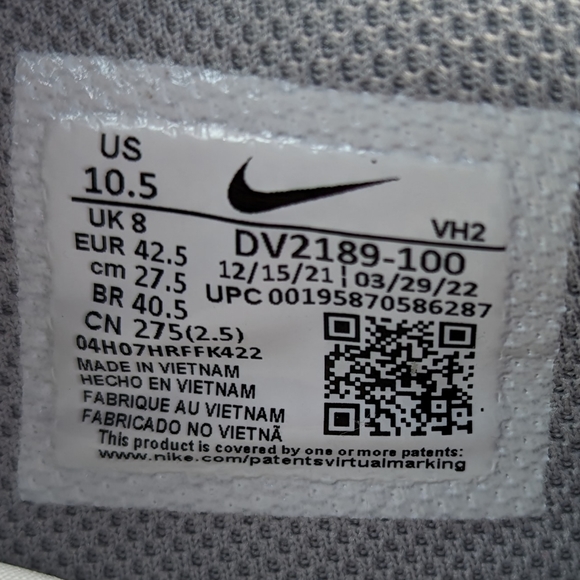 US
10.5
VH2
UK 8
DV2189-100
EUR 42.5
12/15/21 | 03/29/22
cm 27.5
UPC 00195870586287
BR 40.5
CN 275(2.5)
04H07HRFFK422
MADE IN VIETNAM
HECHO EN VIETNAM
FABRIQUE AU VIETNAM
FABRICADO NO VIETNÃ
This product is covered by one or more patents:
www.nike.com/patentsvirtualmarking